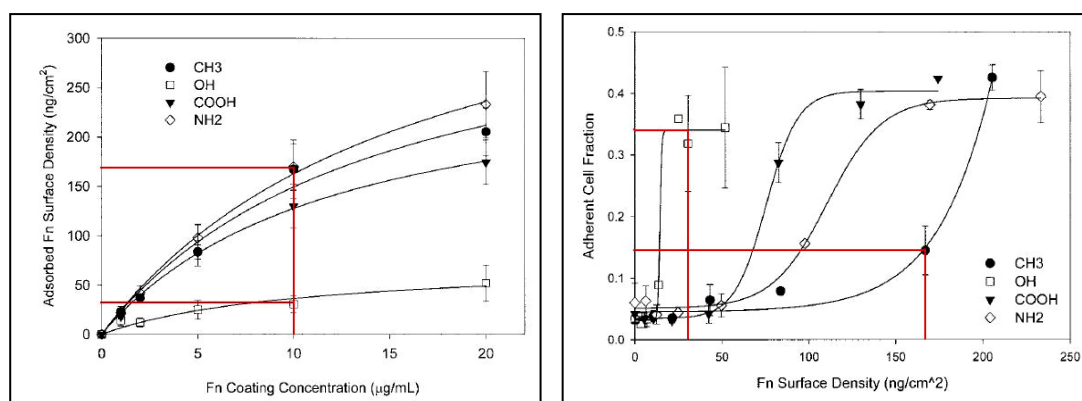 300
250
200
150
100
50
0
Adsorbed Fn Surface Density (ng/cm²)
CH3
OH
COOH
NH2
0
5
10
15
20
Fn Coating Concentration (μg/mL)
0.5
0.4
0.3
0.2
0.1
0.0
Adherent Cell Fraction
CH3
OH
COOH
NH2
0
50
100
150
200
250
Fn Surface Density (ng/cm^2)